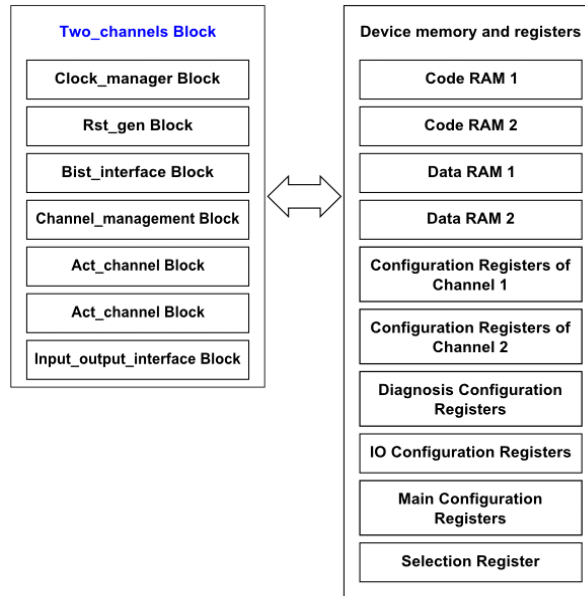 Two_channels Block
Clock_manager Block
Rst_gen Block
Bist_interface Block
Channel_management Block
Act_channel Block
Act_channel Block
Input_output_interface Block
Device memory and registers
Code RAM 1
Code RAM 2
Data RAM 1
Data RAM 2
Configuration Registers of
Channel 1
Configuration Registers of
Channel 2
Diagnosis Configuration
Registers
IO Configuration Registers
Main Configuration
Registers
Selection Register